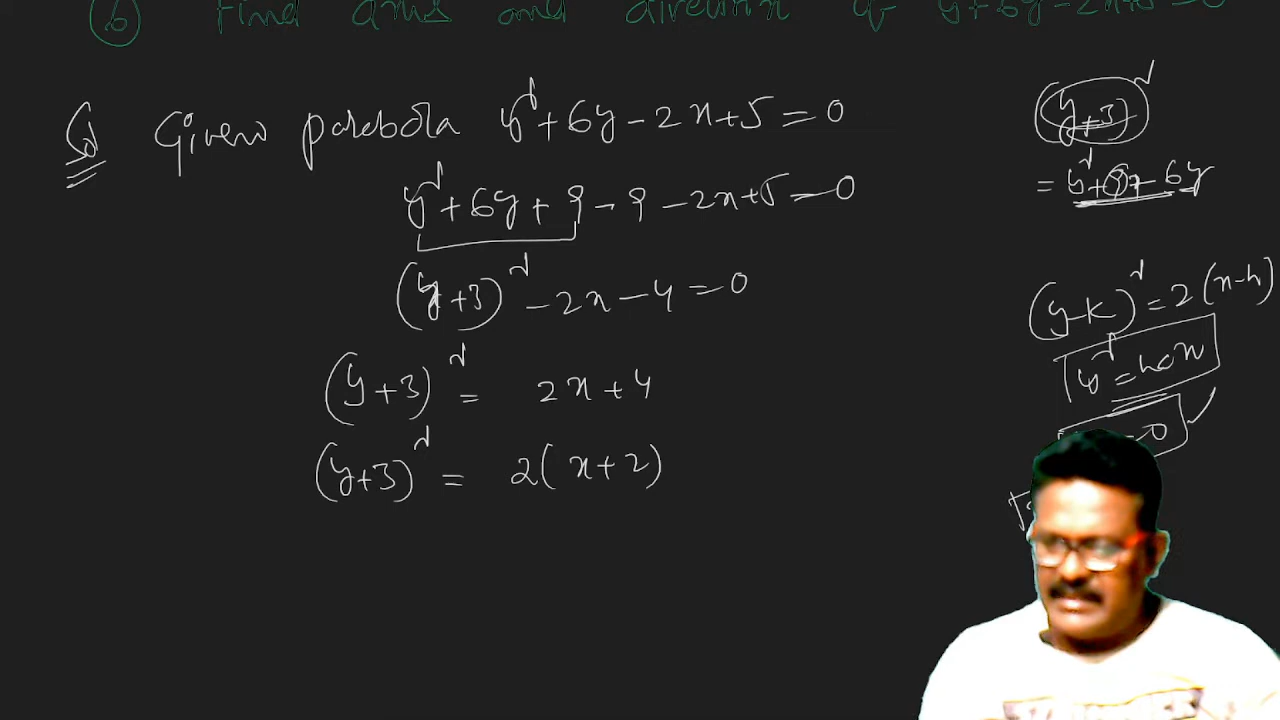 (6) Find axis and direction of y²+6y-2x+5=0
Given parabola y²+6y-2x+5=0
y²+6y+9-9-2x+5=0
(y+3)²-2x-4=0
(y+3)² = 2x+4
(y+3)² = 2(x+2)
(y+3)²
= y²+9+6y
(y-k)²=2(x-h)
y²=4ax